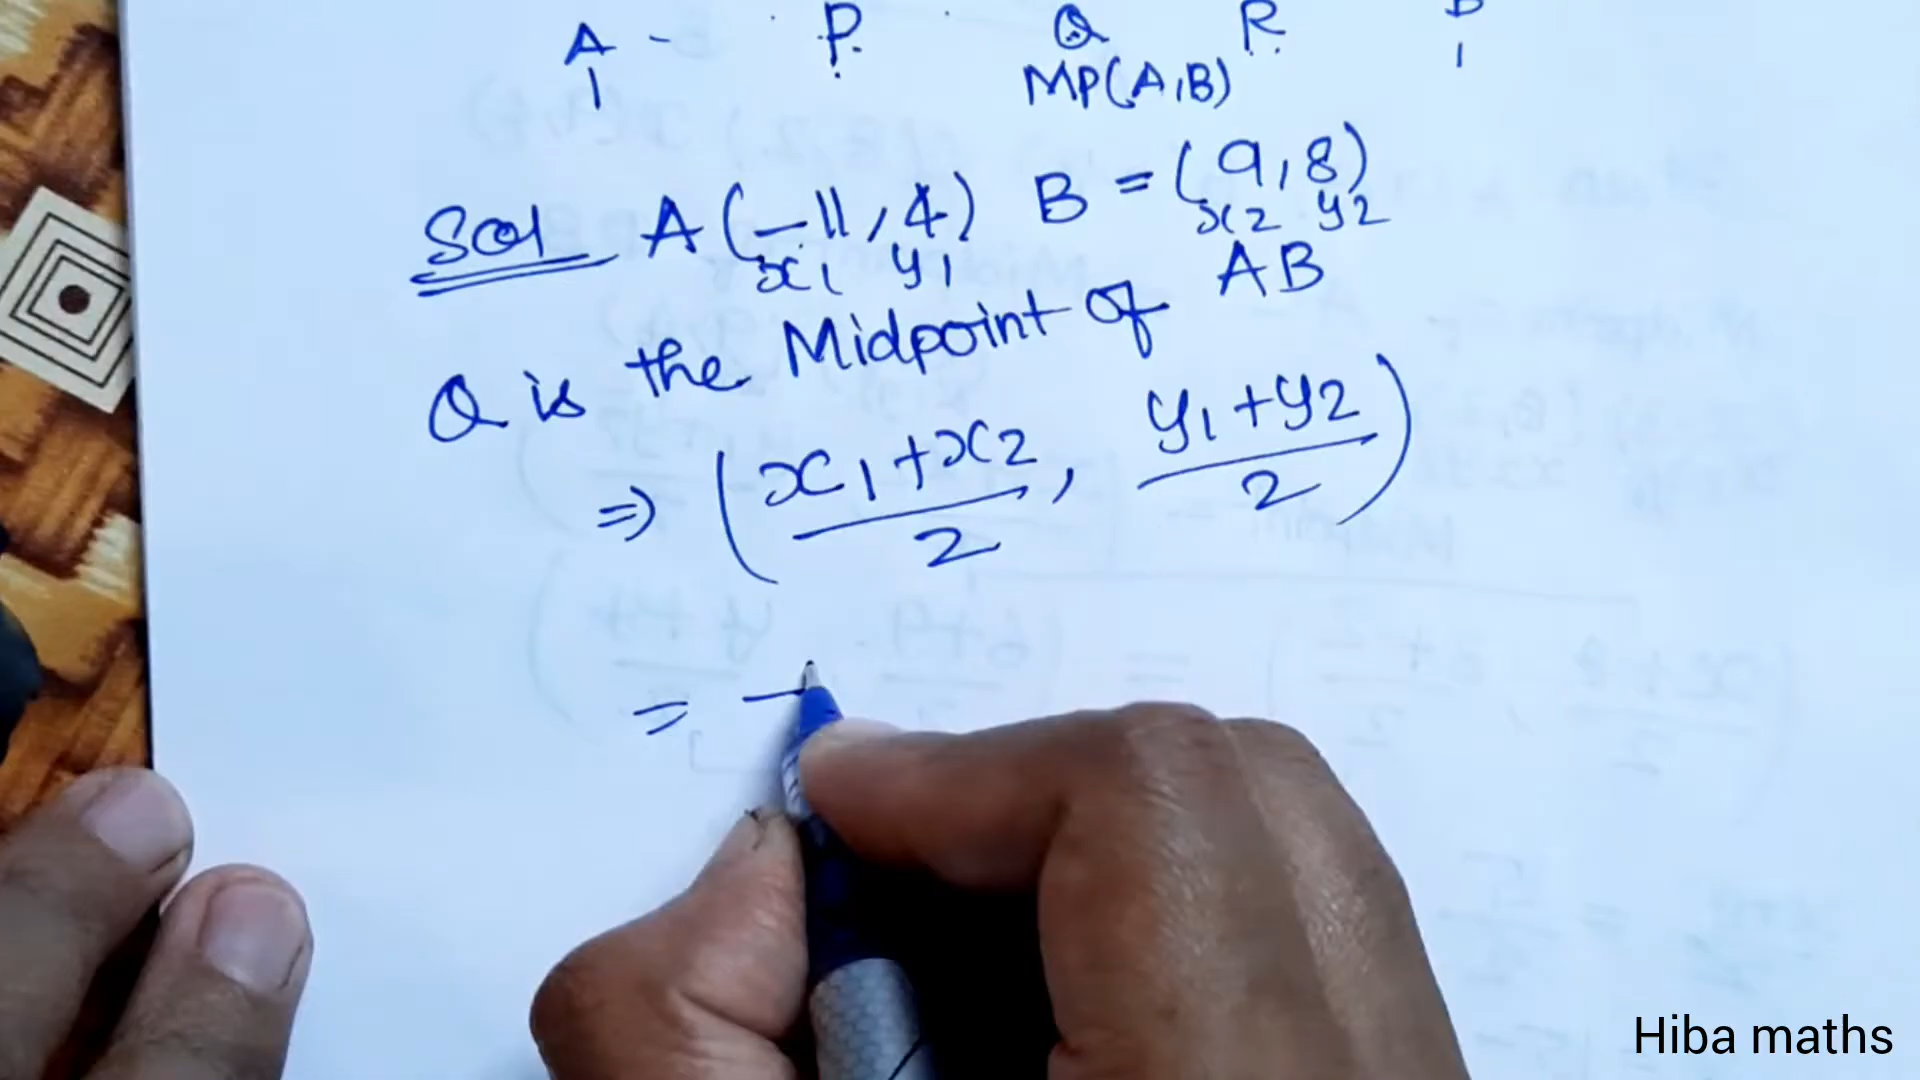 A - P. Q R
MP(A,B)
Sol A(-11,4) B = (9,8)
x1 y1 x2 y2
Q is the Midpoint of AB
⇒ (x1+x2/2, y1+y2/2)
= -
Hiba maths